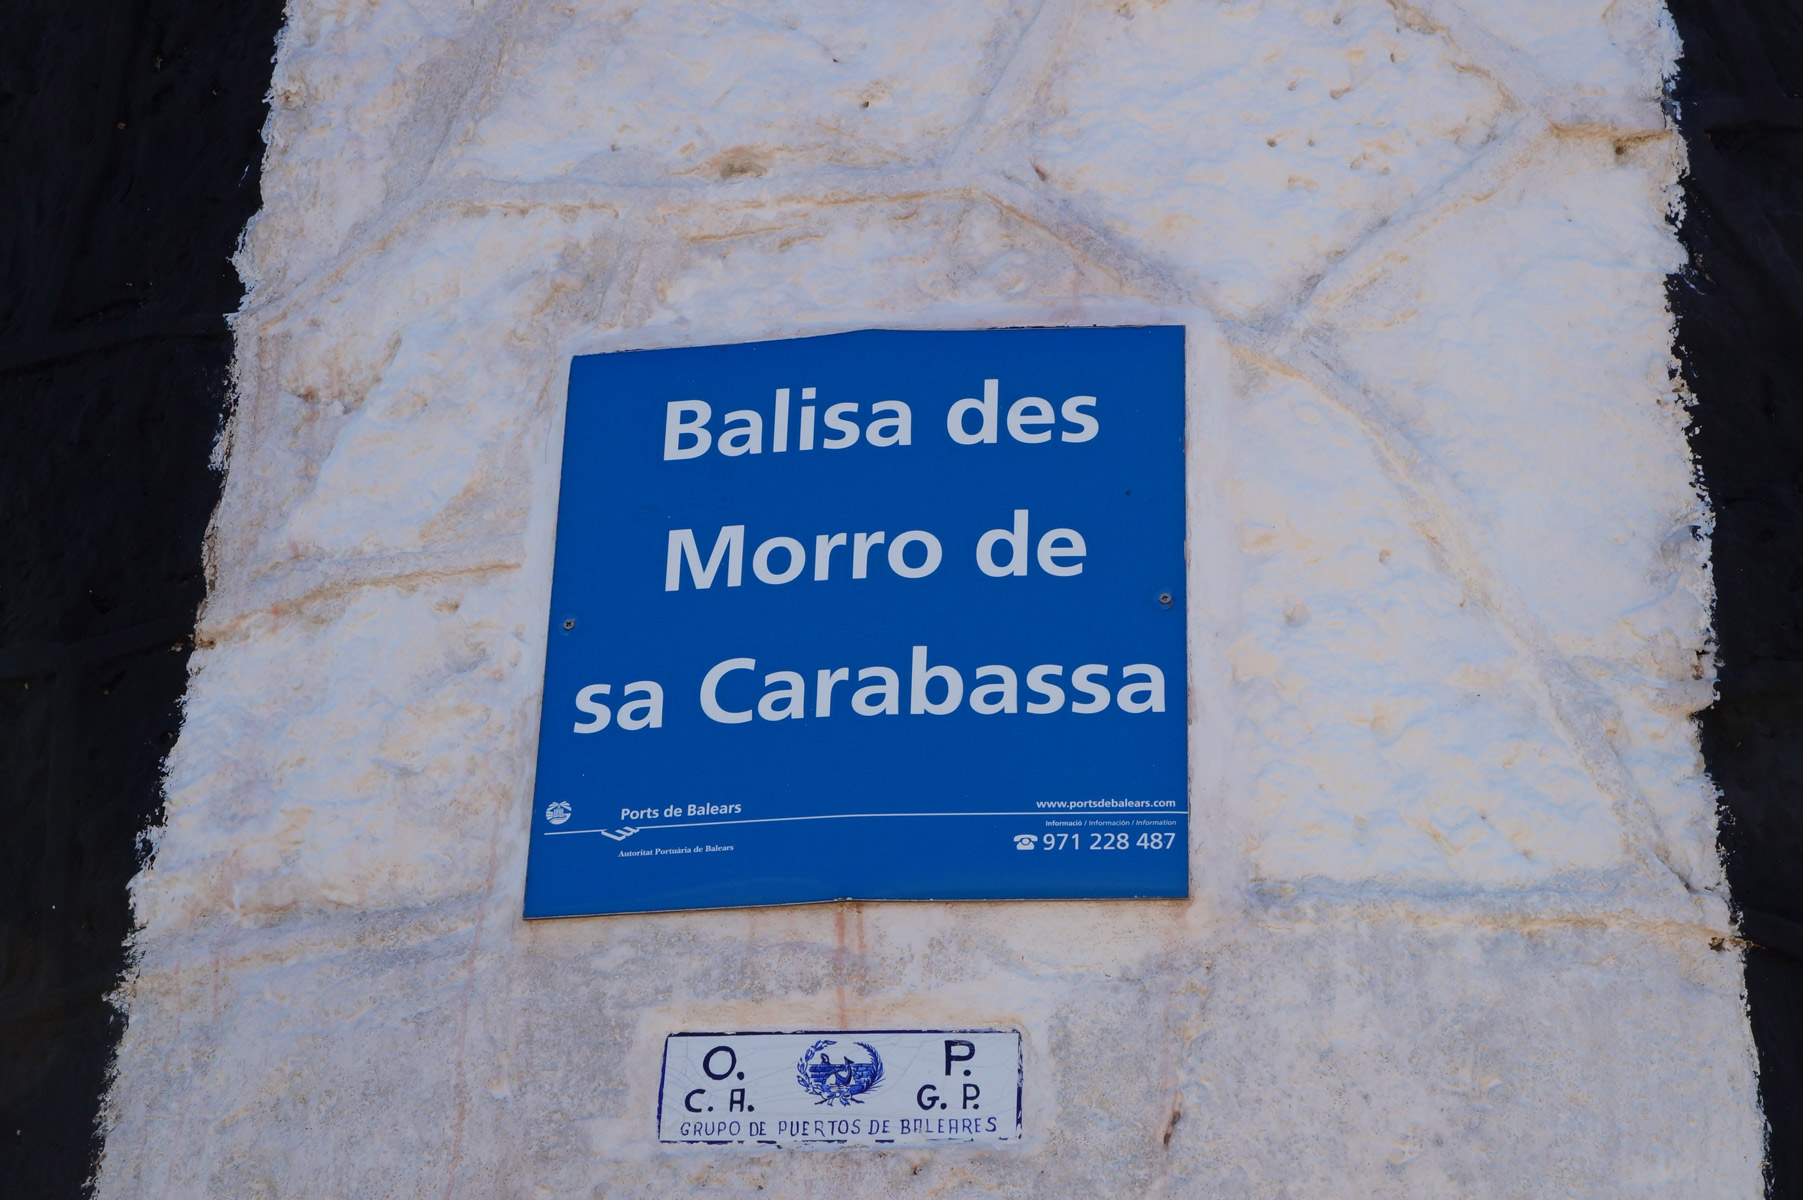 Balisa des
Morro de
sa Carabassa
Ports de Balears
Autoritat Portuària de Balears
www.portsdebalears.com
Informació / Información / Information
971 228 487
O. P.
C. A. G. P.
GRUPO DE PUERTOS DE BALEARES